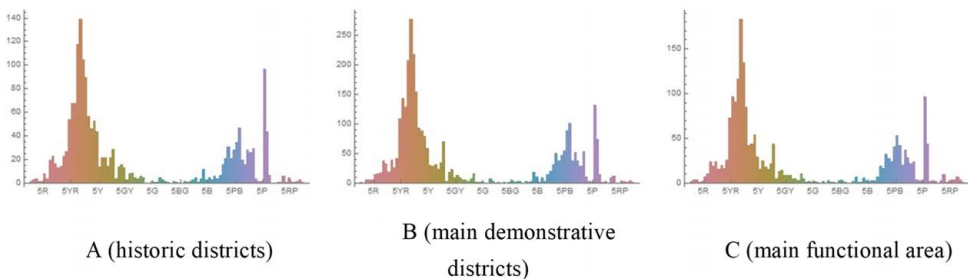 140
120
100
80
60
40
20
0
5R 5YR 5Y 5GY 5G 5BG 5B 5PB 5P 5RP
250
200
150
100
50
0
5R 5YR 5Y 5GY 5G 5BG 5B 5PB 5P 5RP
150
100
50
0
5R 5YR 5Y 5GY 5G 5BG 5B 5PB 5P 5RP
A (historic districts)
B (main demonstrative
districts)
C (main functional area)